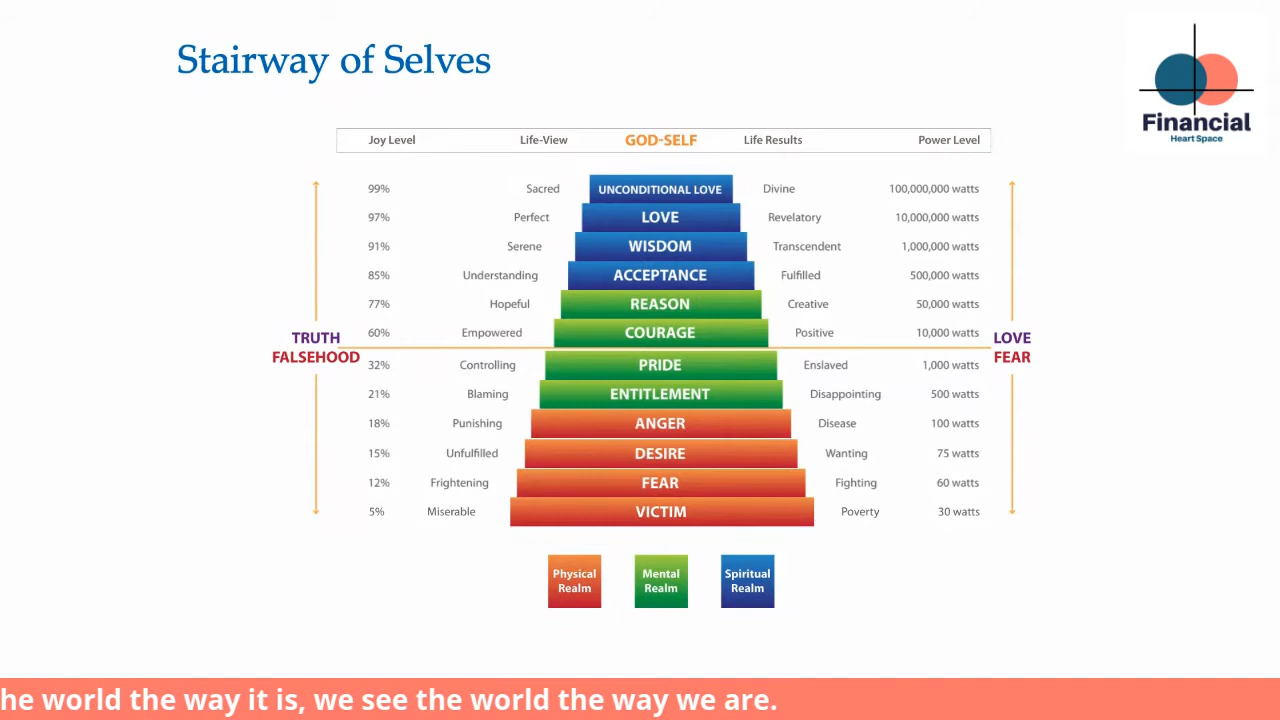 Stairway of Selves
Financial
Heart Space
Joy Level Life-View GOD-SELF Life Results Power Level
99% Sacred UNCONDITIONAL LOVE Divine 100,000,000 watts
97% Perfect LOVE Revelatory 10,000,000 watts
91% Serene WISDOM Transcendent 1,000,000 watts
85% Understanding ACCEPTANCE Fulfilled 500,000 watts
77% Hopeful REASON Creative 50,000 watts
60% Empowered COURAGE Positive 10,000 watts
TRUTH LOVE
FALSEHOOD FEAR
32% Controlling PRIDE Enslaved 1,000 watts
21% Blaming ENTITLEMENT Disappointing 500 watts
18% Punishing ANGER Disease 100 watts
15% Unfulfilled DESIRE Wanting 75 watts
12% Frightening FEAR Fighting 60 watts
5% Miserable VICTIM Poverty 30 watts
Physical Realm
Mental Realm
Spiritual Realm
he world the way it is, we see the world the way we are.